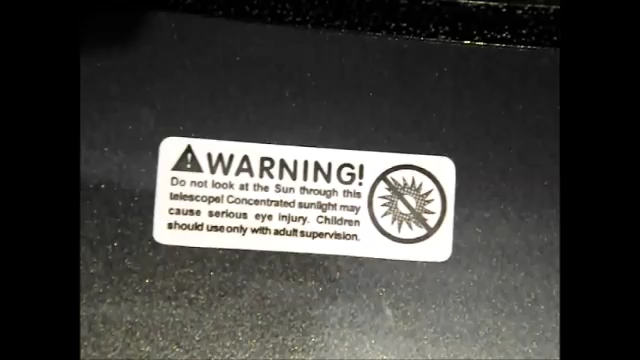 WARNING!
Do not look at the Sun through this
telescope! Concentrated sunlight may
cause serious eye injury. Children
should use only with adult supervision.